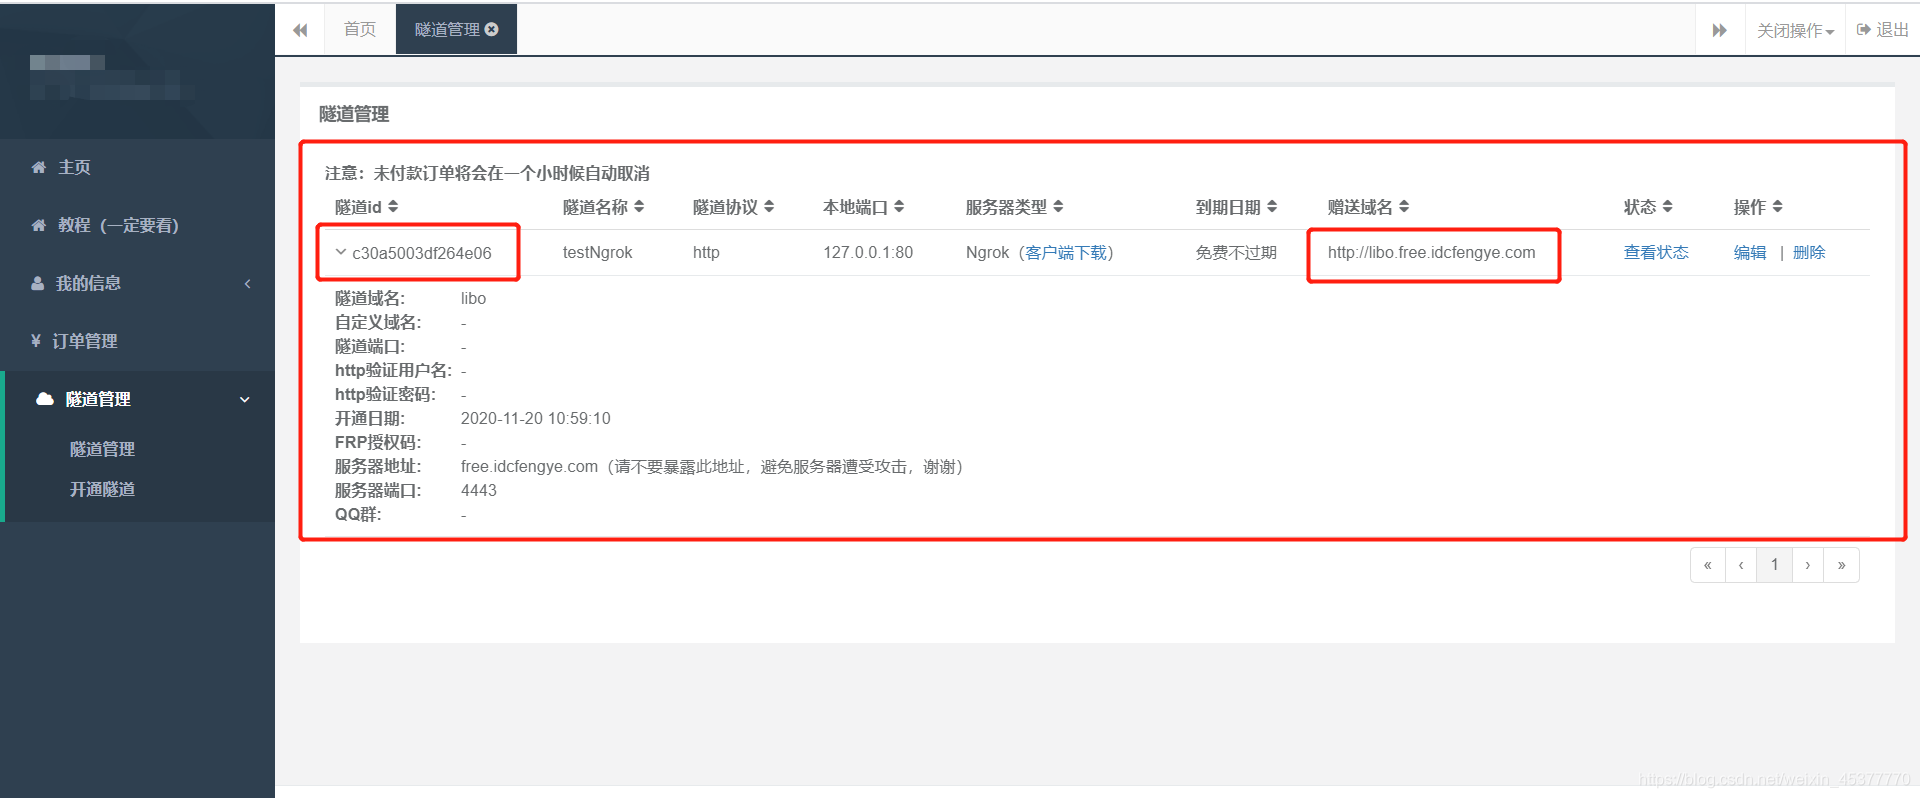 首页
隧道管理
关闭操作
退出
主页
教程（一定要看）
我的信息
¥ 订单管理
隧道管理
隧道管理
开通隧道
隧道管理
注意：未付款订单将会在一个小时候自动取消
隧道id 隧道名称 隧道协议 本地端口 服务器类型 到期日期 赠送域名 状态 操作
c30a5003df264e06 testNgrok http 127.0.0.1:80 Ngrok（客户端下载） 免费不过期 http://libo.free.idcfengye.com 查看状态 编辑 | 删除
隧道域名: libo
自定义域名: -
隧道端口: -
http验证用户名: -
http验证密码: -
开通日期: 2020-11-20 10:59:10
FRP授权码: -
服务器地址: free.idcfengye.com（请不要暴露此地址，避免服务器遭受攻击，谢谢）
服务器端口: 4443
QQ群: -
« ‹ 1 › »
https://blog.csdn.net/weixin_45377770